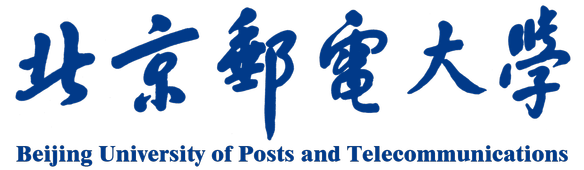 北京郵電大學
Beijing University of Posts and Telecommunications